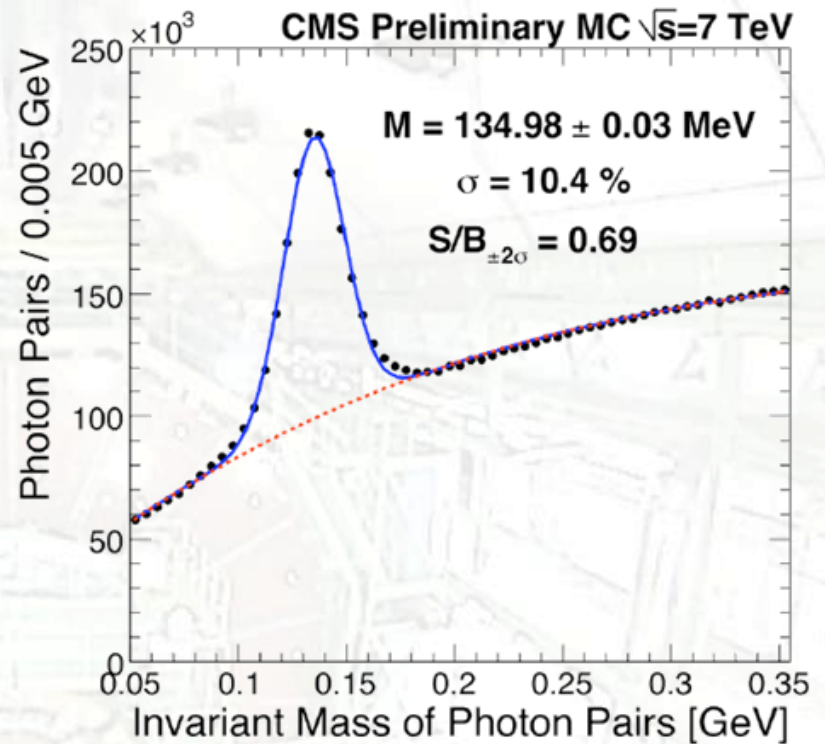 ×10³ CMS Preliminary MC √s=7 TeV
M = 134.98 ± 0.03 MeV
σ = 10.4 %
S/B±2σ = 0.69
Photon Pairs / 0.005 GeV
250
200
150
100
50
0
0.05 0.1 0.15 0.2 0.25 0.3 0.35
Invariant Mass of Photon Pairs [GeV]